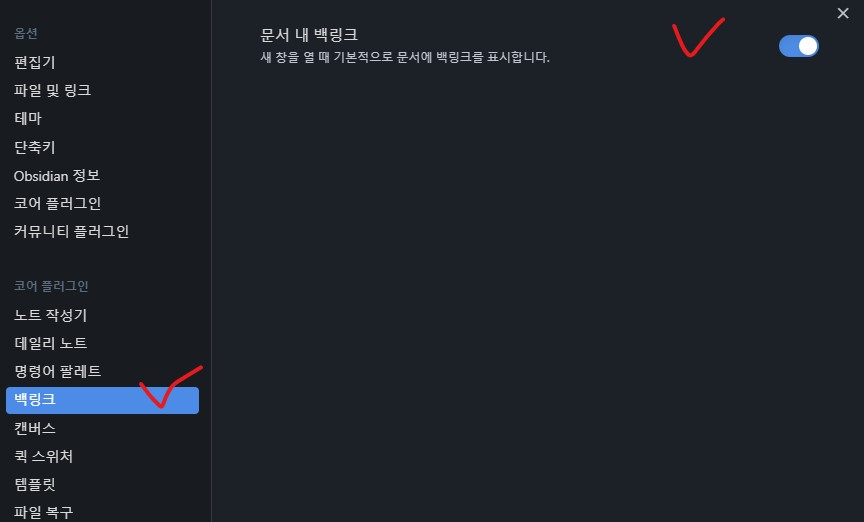 옵션
편집기
파일 및 링크
테마
단축키
Obsidian 정보
코어 플러그인
커뮤니티 플러그인
코어 플러그인
노트 작성기
데일리 노트
명령어 팔레트
백링크
캔버스
퀵 스위처
템플릿
파일 복구
문서 내 백링크
새 창을 열 때 기본적으로 문서에 백링크를 표시합니다.